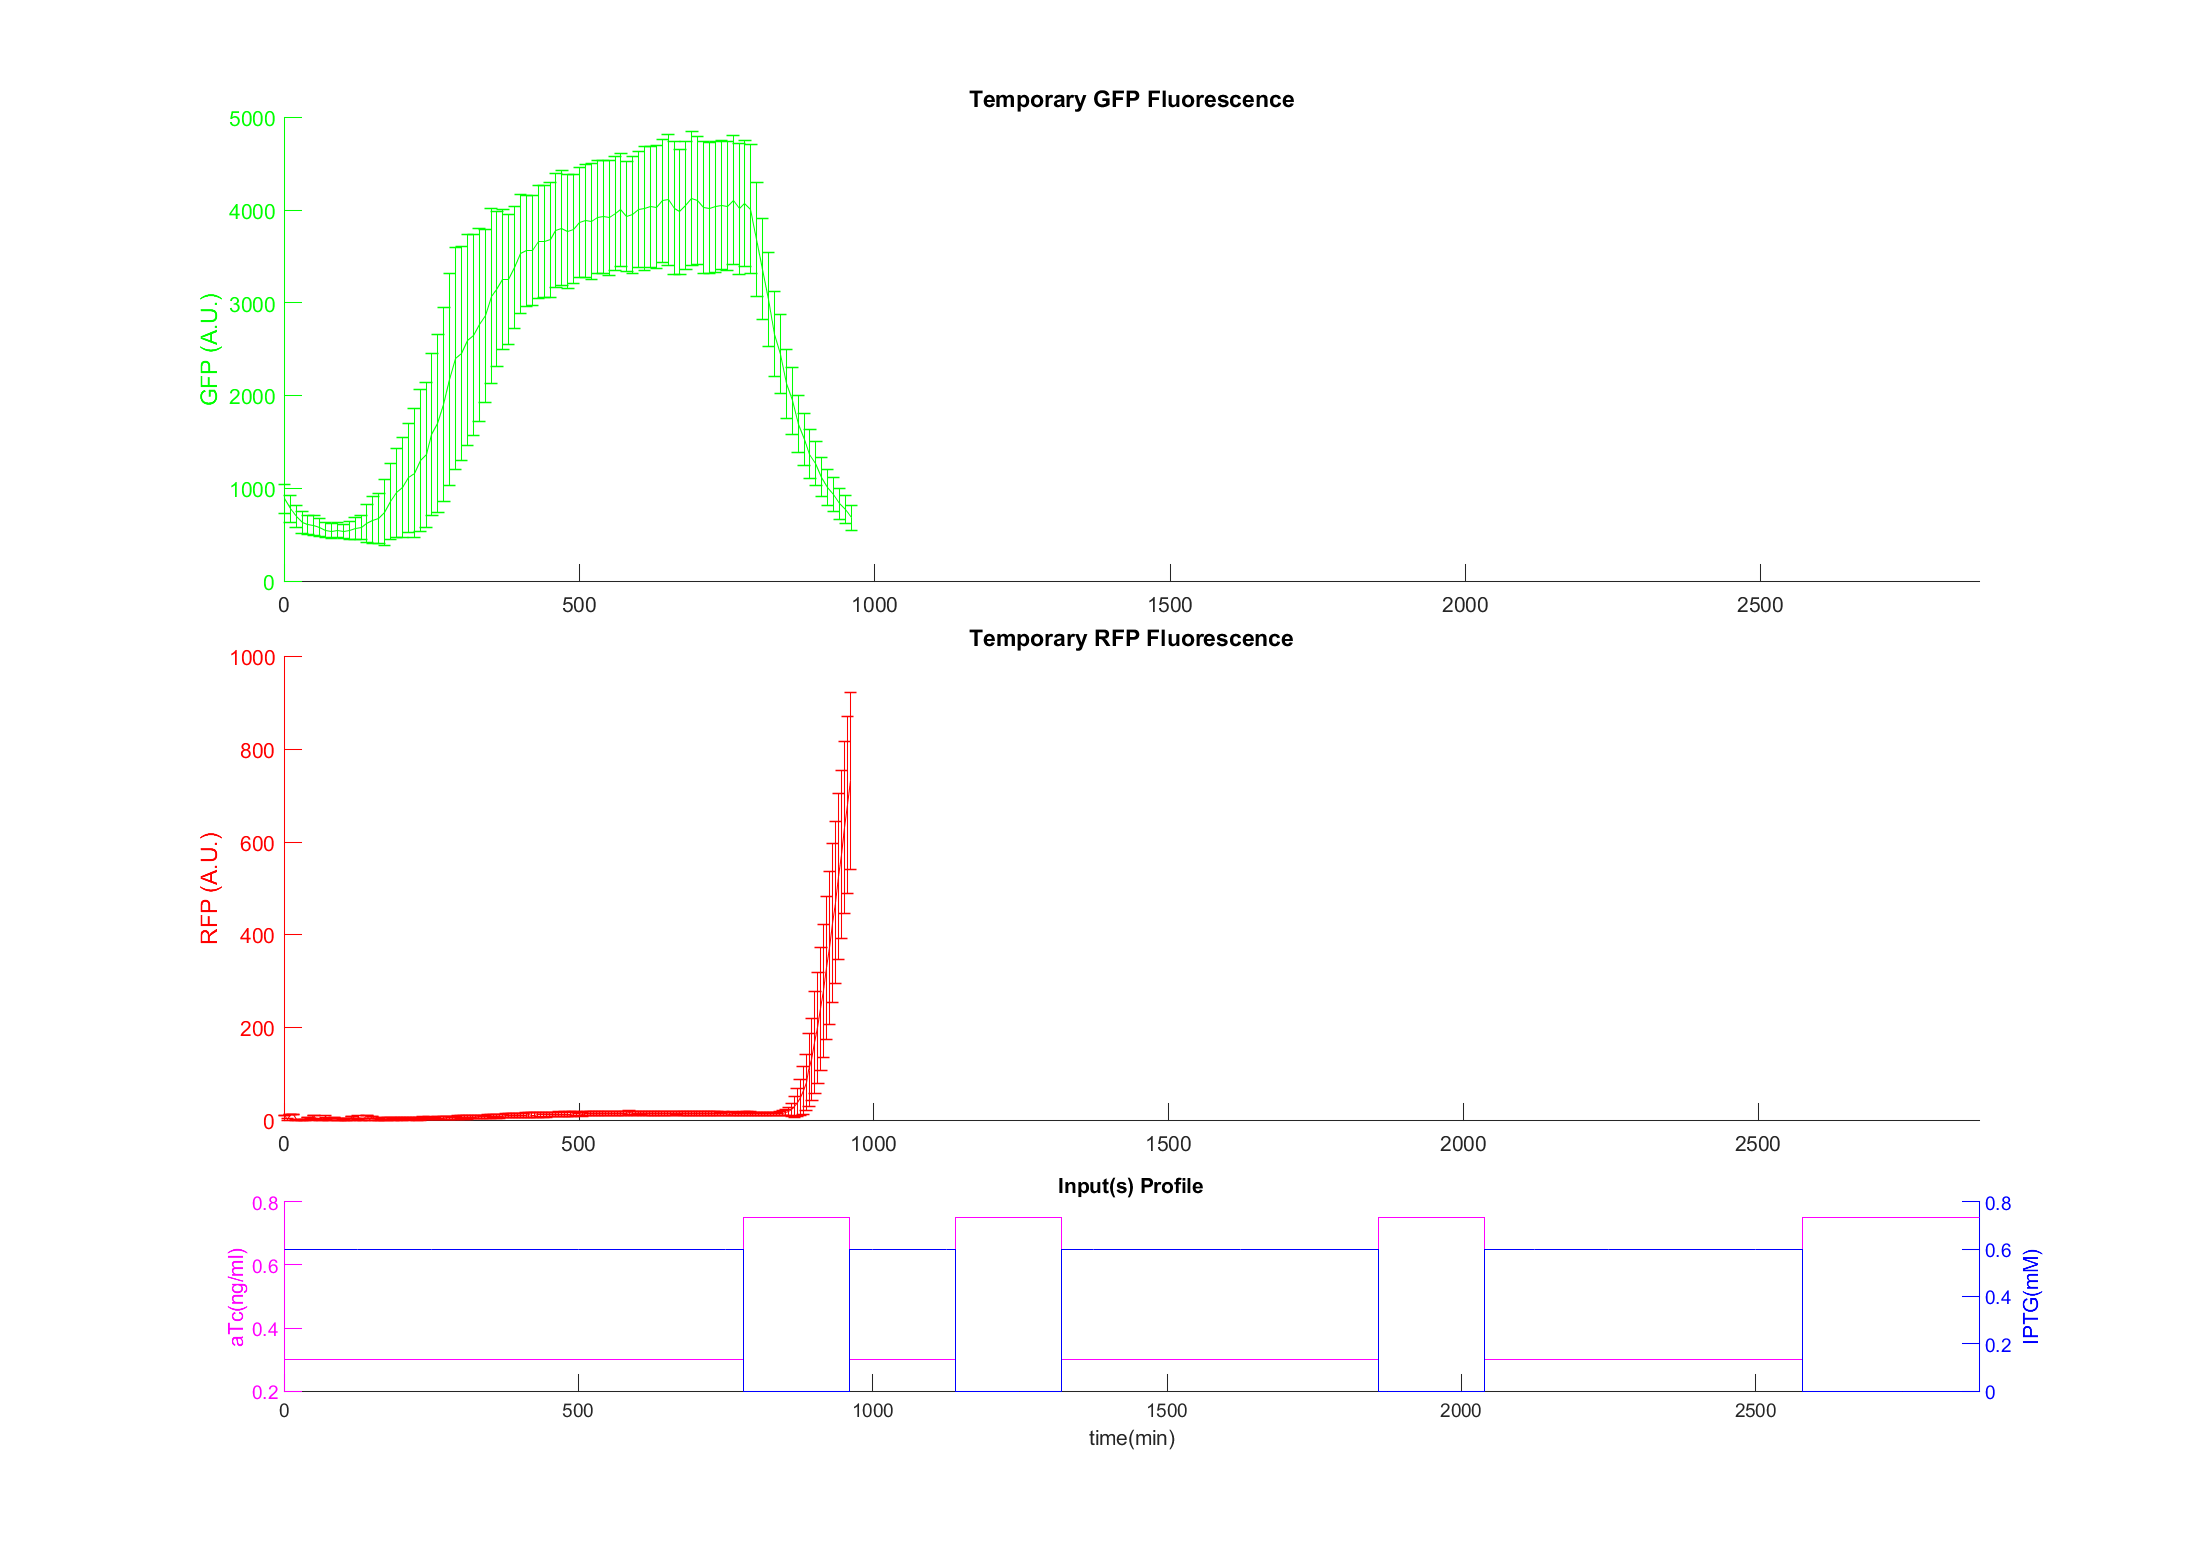 Temporary GFP Fluorescence
5000
4000
3000
2000
1000
0
GFP (A.U.)
0 500 1000 1500 2000 2500
Temporary RFP Fluorescence
1000
800
600
400
200
0
RFP (A.U.)
0 500 1000 1500 2000 2500
Input(s) Profile
0.8
0.6
0.4
0.2
aTc(ng/ml)
0.8
0.6
0.4
0.2
0
IPTG(mM)
0 500 1000 1500 2000 2500
time(min)